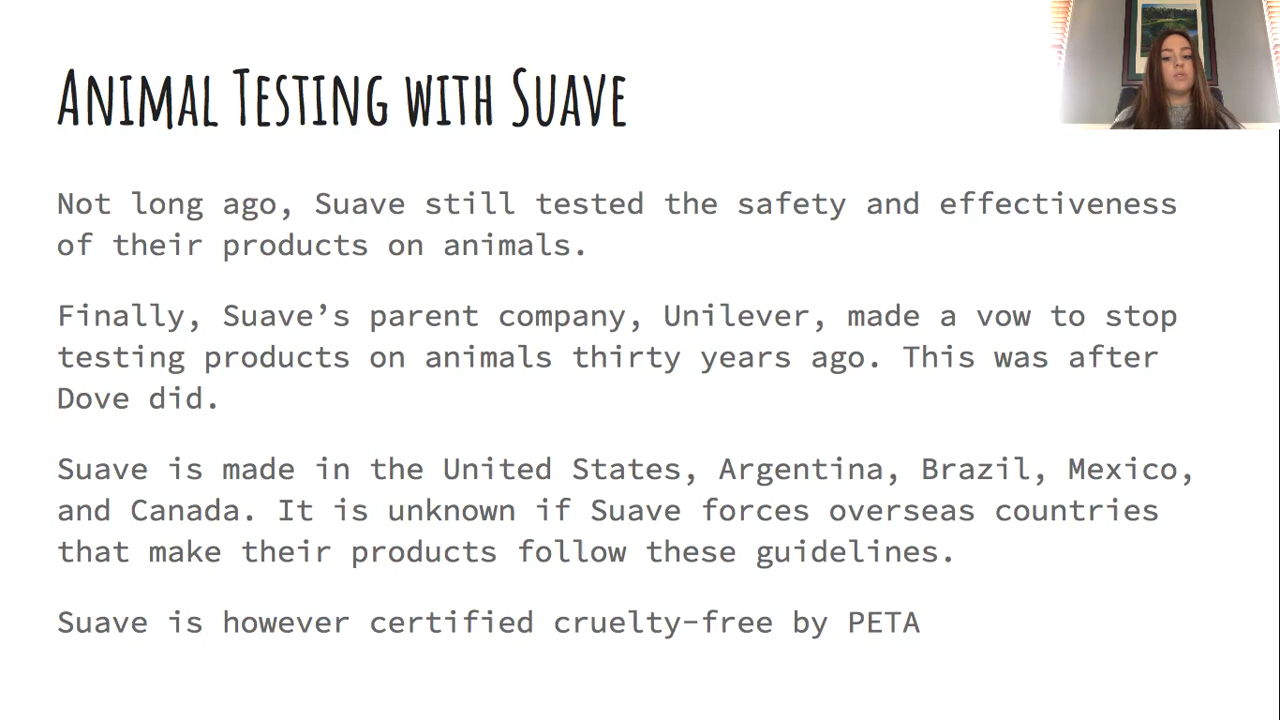 Animal Testing with Suave
Not long ago, Suave still tested the safety and effectiveness
of their products on animals.
Finally, Suave’s parent company, Unilever, made a vow to stop
testing products on animals thirty years ago. This was after
Dove did.
Suave is made in the United States, Argentina, Brazil, Mexico,
and Canada. It is unknown if Suave forces overseas countries
that make their products follow these guidelines.
Suave is however certified cruelty-free by PETA